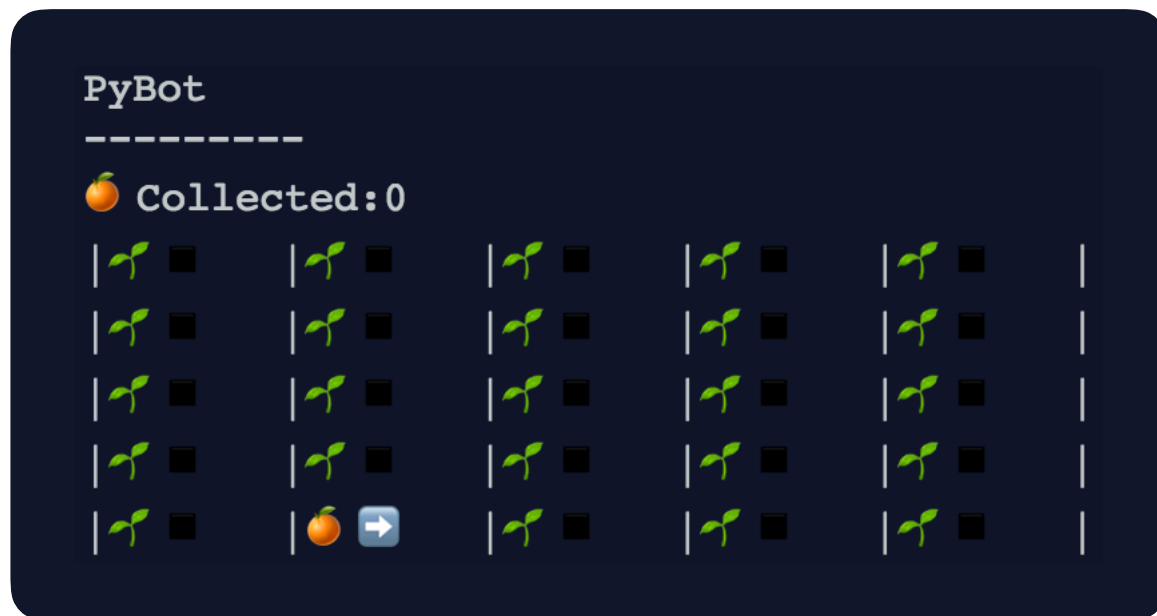 PyBot
---------
🍊 Collected:0
|🌱 ◾ |🌱 ◾ |🌱 ◾ |🌱 ◾ |🌱 ◾ |
|🌱 ◾ |🌱 ◾ |🌱 ◾ |🌱 ◾ |🌱 ◾ |
|🌱 ◾ |🌱 ◾ |🌱 ◾ |🌱 ◾ |🌱 ◾ |
|🌱 ◾ |🌱 ◾ |🌱 ◾ |🌱 ◾ |🌱 ◾ |
|🌱 ◾ |🍊 ➡️ |🌱 ◾ |🌱 ◾ |🌱 ◾ |